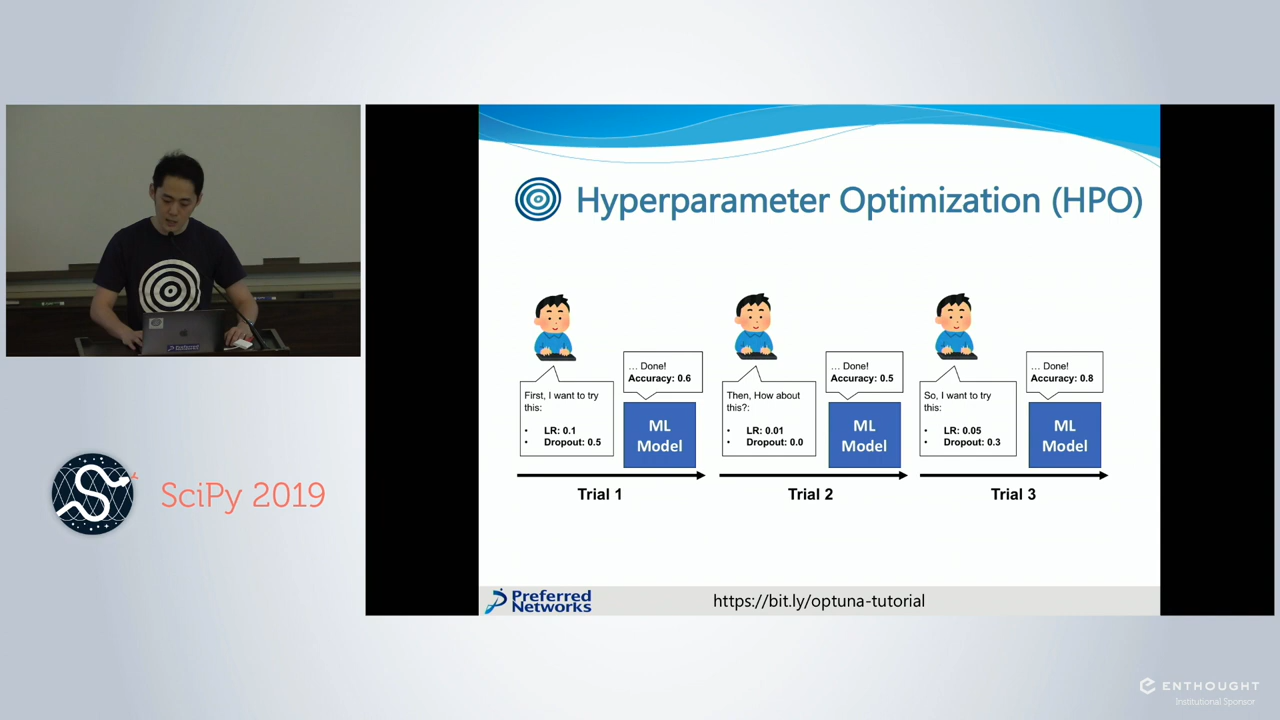 Hyperparameter Optimization (HPO)
First, I want to try
this:
• LR: 0.1
• Dropout: 0.5
... Done!
Accuracy: 0.6
ML
Model
Trial 1
Then, How about
this?:
• LR: 0.01
• Dropout: 0.0
... Done!
Accuracy: 0.5
ML
Model
Trial 2
So, I want to try
this:
• LR: 0.05
• Dropout: 0.3
... Done!
Accuracy: 0.8
ML
Model
Trial 3
Preferred
Networks
https://bit.ly/optuna-tutorial
Preferred
Networks
SciPy 2019
ENTHOUGHT
Institutional Sponsor